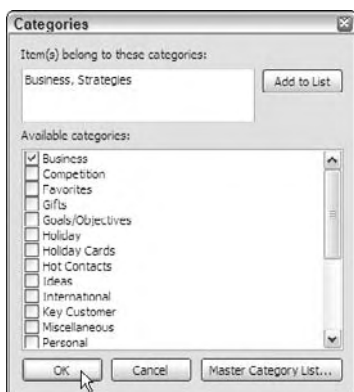 Categories
Item(s) belong to these categories:
Business, Strategies
Add to List
Available categories:
Business
Competition
Favorites
Gifts
Goals/Objectives
Holiday
Holiday Cards
Hot Contacts
Ideas
International
Key Customer
Miscellaneous
Personal
OK
Cancel
Master Category List...